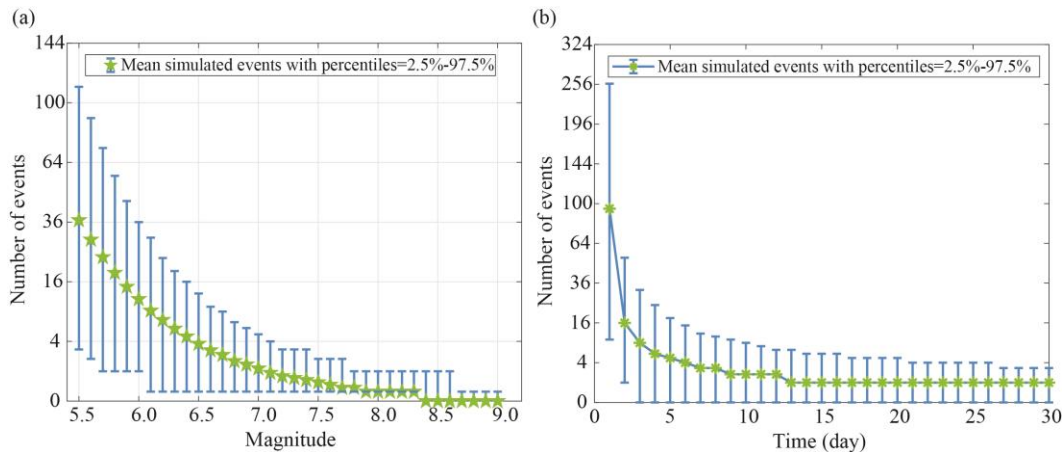 (a)
Mean simulated events with percentiles=2.5%-97.5%
Number of events
144
100
64
36
16
4
0
5.5 6.0 6.5 7.0 7.5 8.0 8.5 9.0
Magnitude
(b)
Mean simulated events with percentiles=2.5%-97.5%
Number of events
324
256
196
144
100
64
36
16
4
0
0 5 10 15 20 25 30
Time (day)